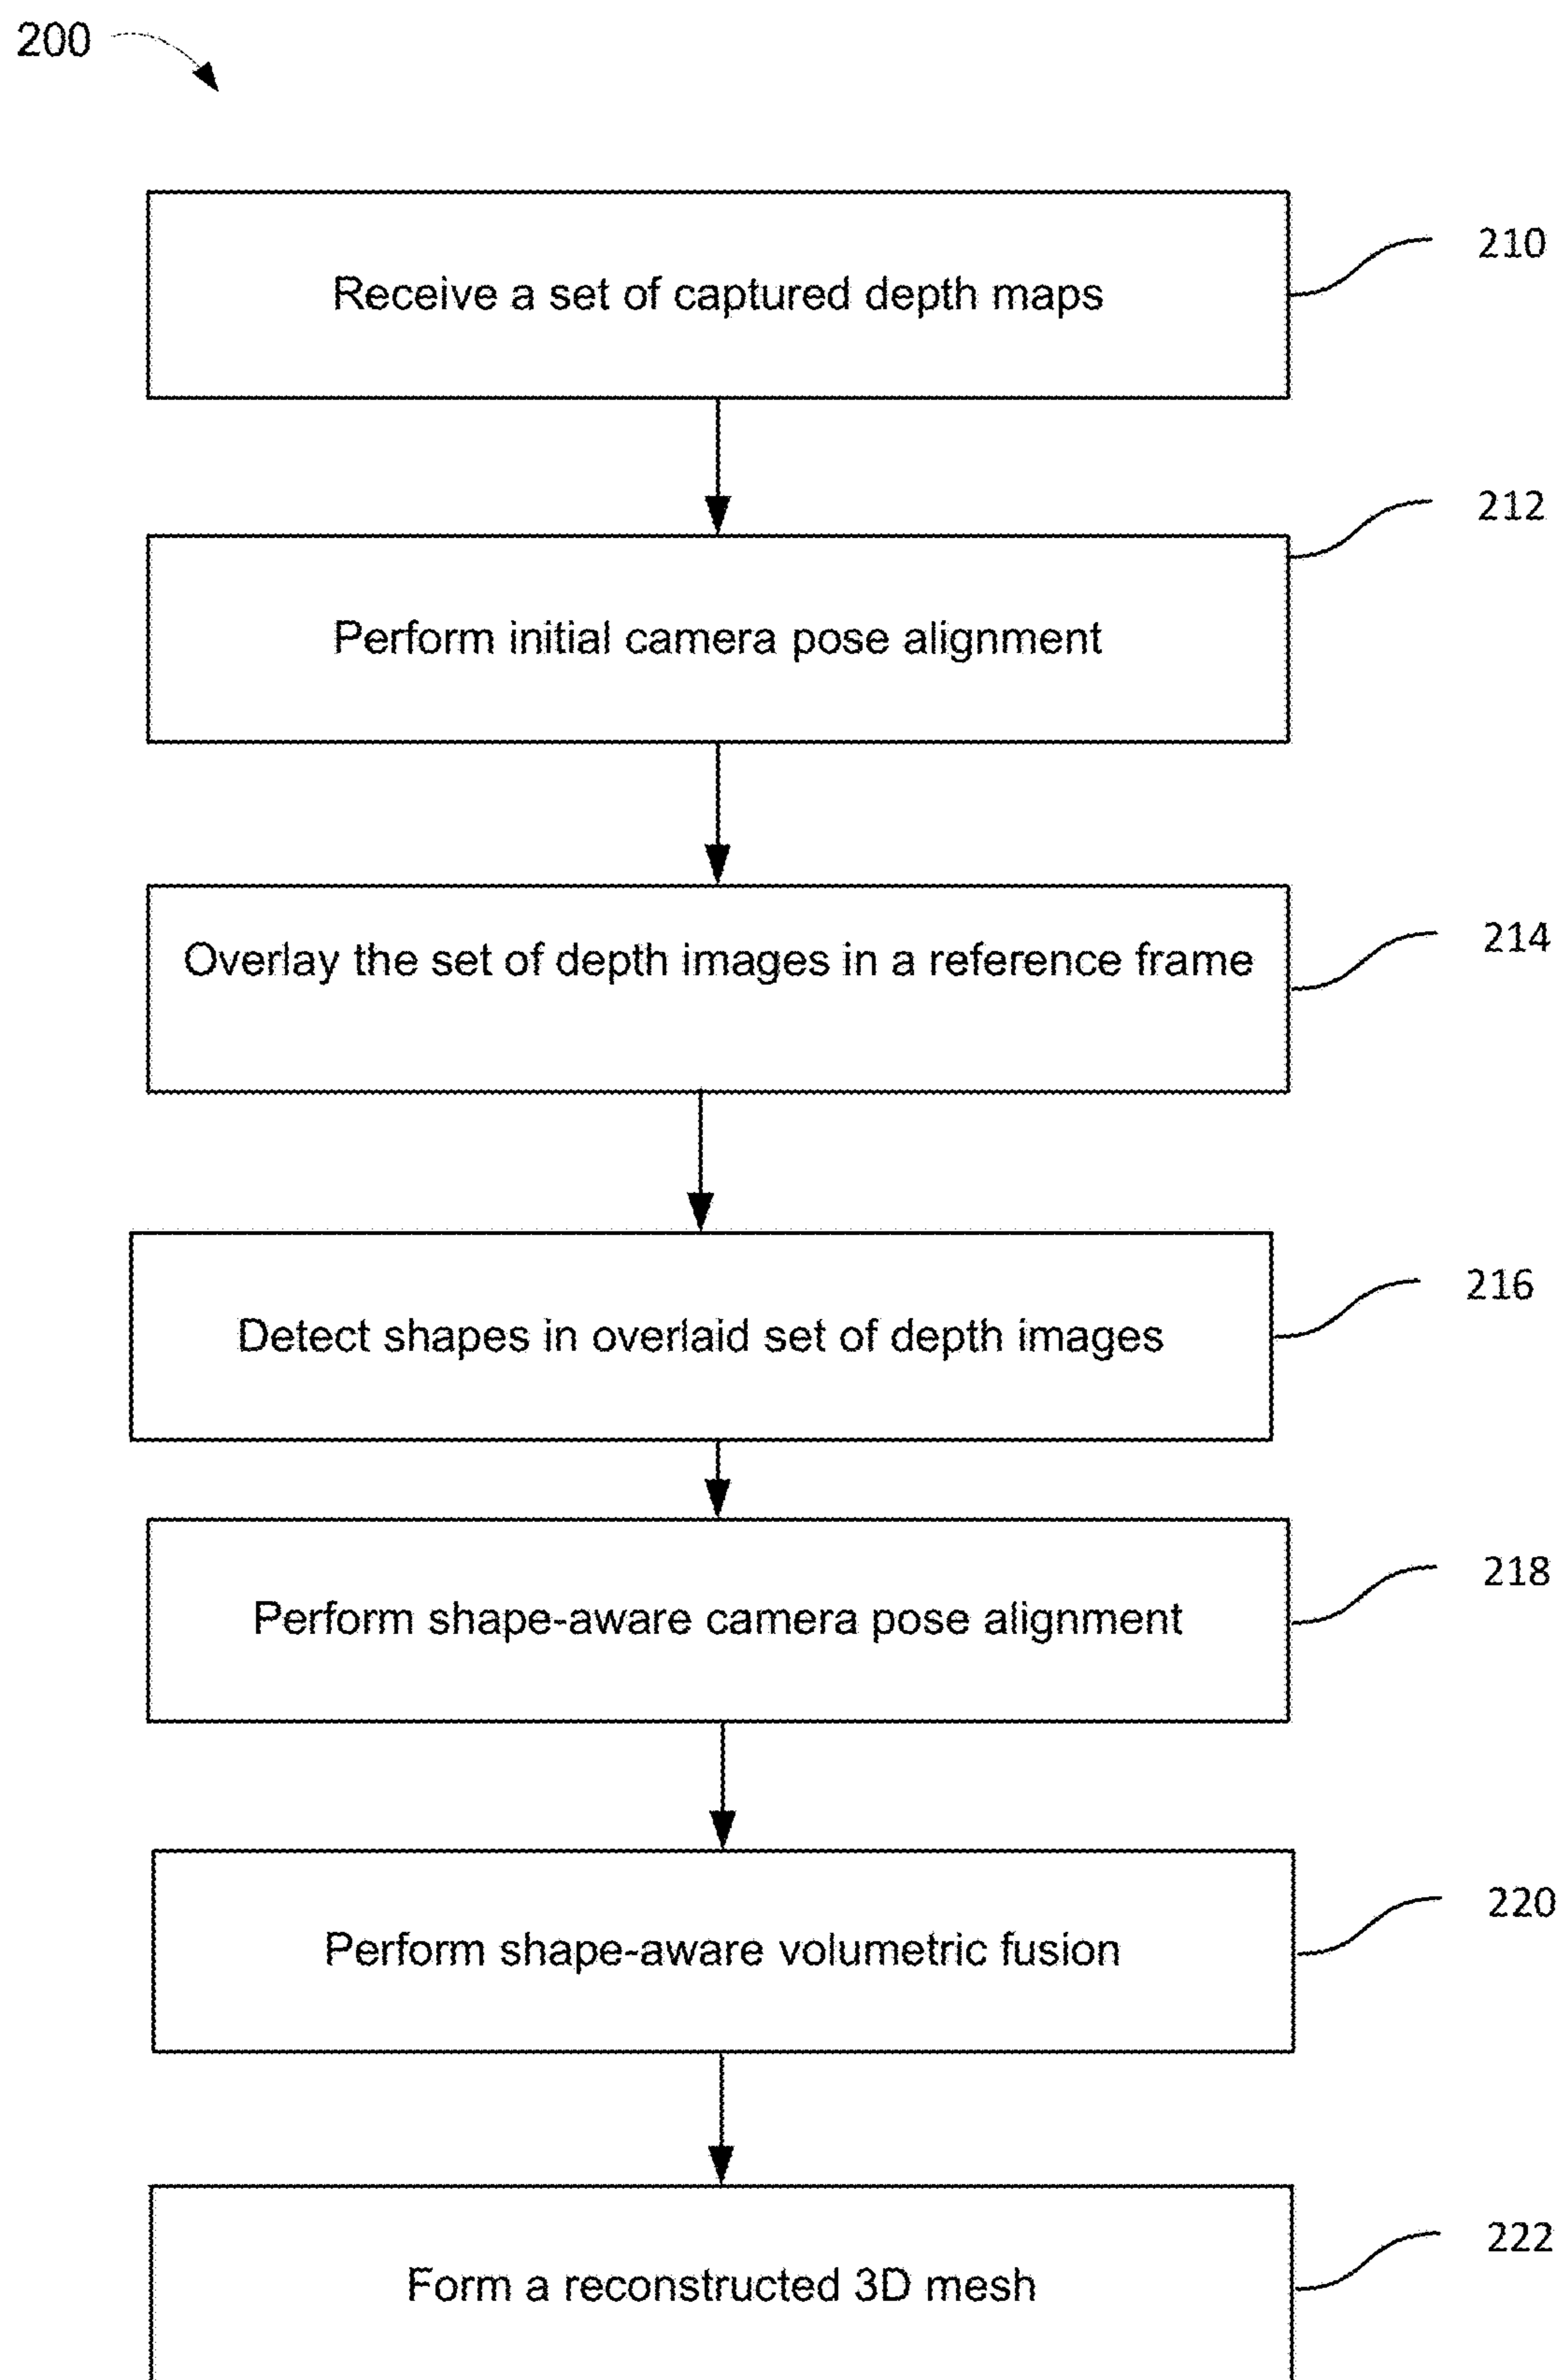 200
Receive a set of captured depth maps
210
Perform initial camera pose alignment
212
Overlay the set of depth images in a reference frame
214
Detect shapes in overlaid set of depth images
216
Perform shape-aware camera pose alignment
218
Perform shape-aware volumetric fusion
220
Form a reconstructed 3D mesh
222